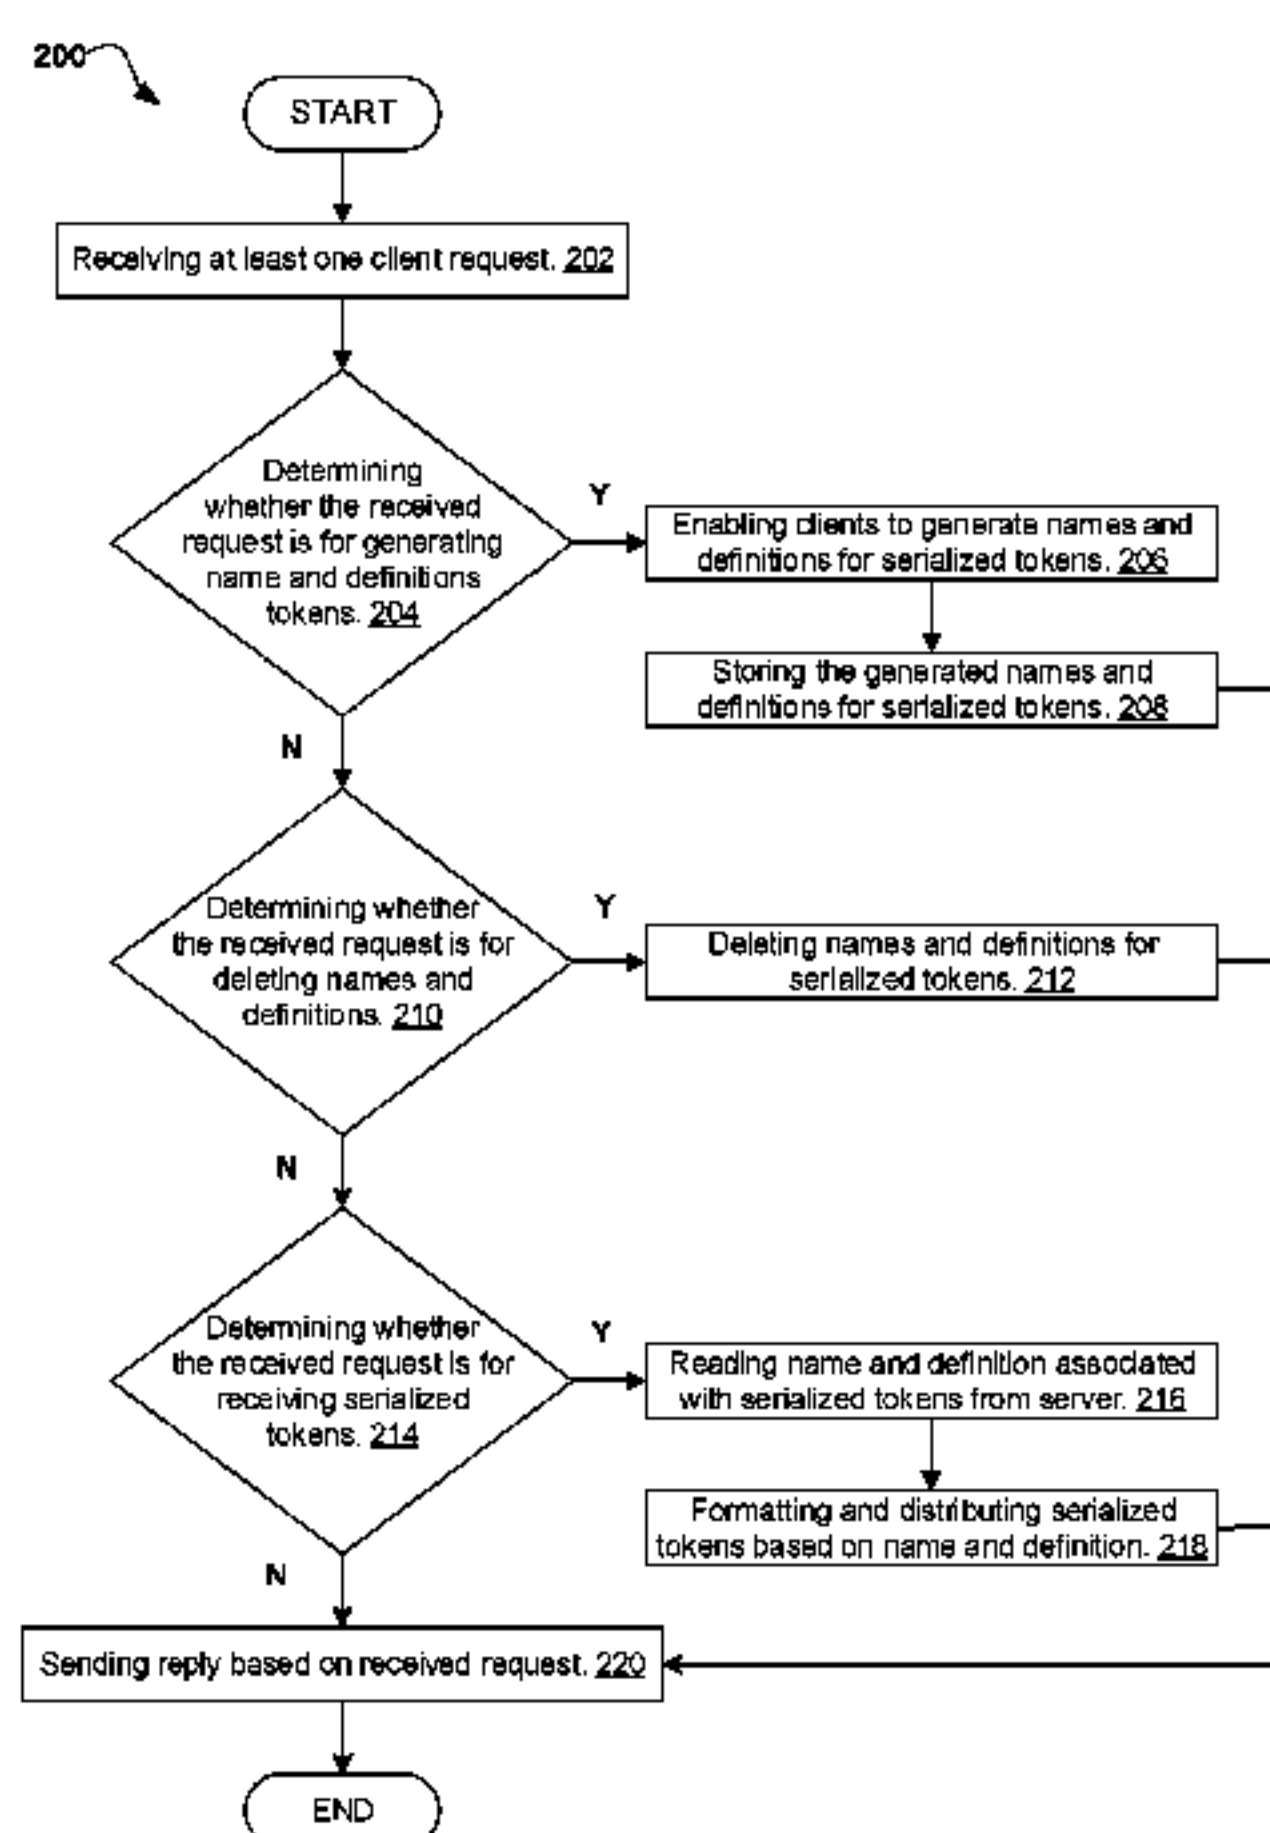 200
START
Receiving at least one client request. 202
Determining
whether the received
request is for generating
name and definitions
tokens. 204
Y
Enabling clients to generate names and
definitions for serialized tokens. 206
Storing the generated names and
definitions for serialized tokens. 208
N
Determining whether
the received request is for
deleting names and
definitions. 210
Y
Deleting names and definitions for
serialized tokens. 212
N
Determining whether
the received request is for
receiving serialized
tokens. 214
Y
Reading name and definition associated
with serialized tokens from server. 216
Formatting and distributing serialized
tokens based on name and definition. 218
N
Sending reply based on received request. 220
END